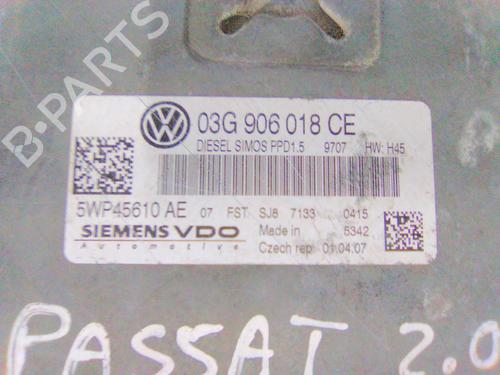 B-PARTS
03G 906 018 CE
DIESEL SIMOS PPD1.5 9707 HW: H45
5WP45610 AE 07 FST SJ8 7133 0415
SIEMENS VDO Made in 5342
Automotive Czech rep 01.04.07
PASSAT 2.0